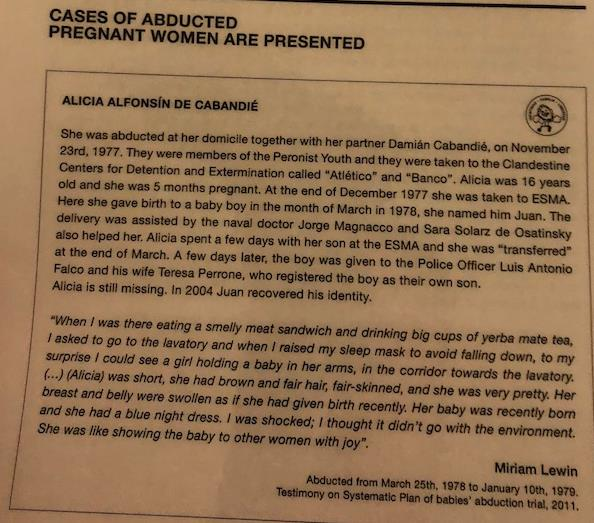 CASES OF ABDUCTED
PREGNANT WOMEN ARE PRESENTED
ALICIA ALFONSÍN DE CABANDIÉ
She was abducted at her domicile together with her partner Damián Cabandié, on November
23rd, 1977. They were members of the Peronist Youth and they were taken to the Clandestine
Centers for Detention and Extermination called “Atlético” and “Banco”. Alicia was 16 years
old and she was 5 months pregnant. At the end of December 1977 she was taken to ESMA.
Here she gave birth to a baby boy in the month of March in 1978, she named him Juan. The
delivery was assisted by the naval doctor Jorge Magnacco and Sara Solarz de Osatinsky
also helped her. Alicia spent a few days with her son at the ESMA and she was “transferred”
at the end of March. A few days later, the boy was given to the Police Officer Luis Antonio
Falco and his wife Teresa Perrone, who registered the boy as their own son.
Alicia is still missing. In 2004 Juan recovered his identity.
“When I was there eating a smelly meat sandwich and drinking big cups of yerba mate tea,
I asked to go to the lavatory and when I raised my sleep mask to avoid falling down, to my
surprise I could see a girl holding a baby in her arms, in the corridor towards the lavatory.
(...) (Alicia) was short, she had brown and fair hair, fair-skinned, and she was very pretty. Her
breast and belly were swollen as if she had given birth recently. Her baby was recently born
and she had a blue night dress. I was shocked; I thought it didn’t go with the environment.
She was like showing the baby to other women with joy”.
Miriam Lewin
Abducted from March 25th, 1978 to January 10th, 1979.
Testimony on Systematic Plan of babies’ abduction trial, 2011.